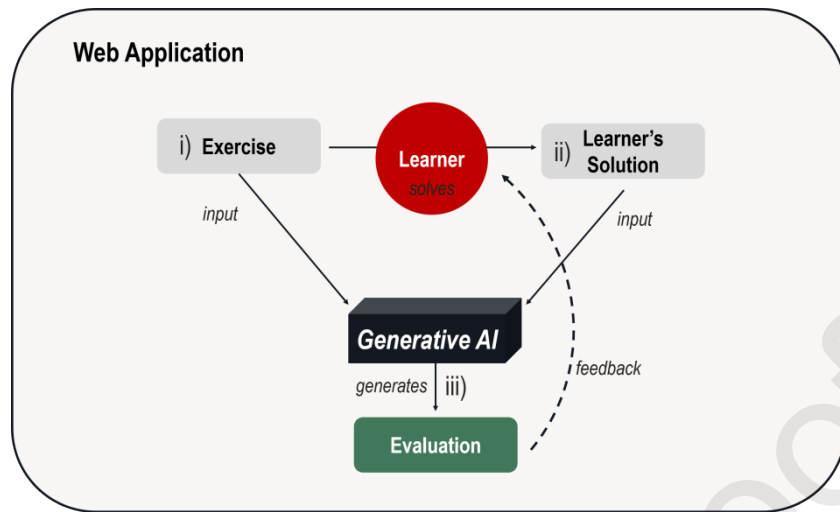 Web Application
i) Exercise
Learner
solves
ii) Learner's
Solution
input
input
Generative AI
generates
iii)
feedback
Evaluation